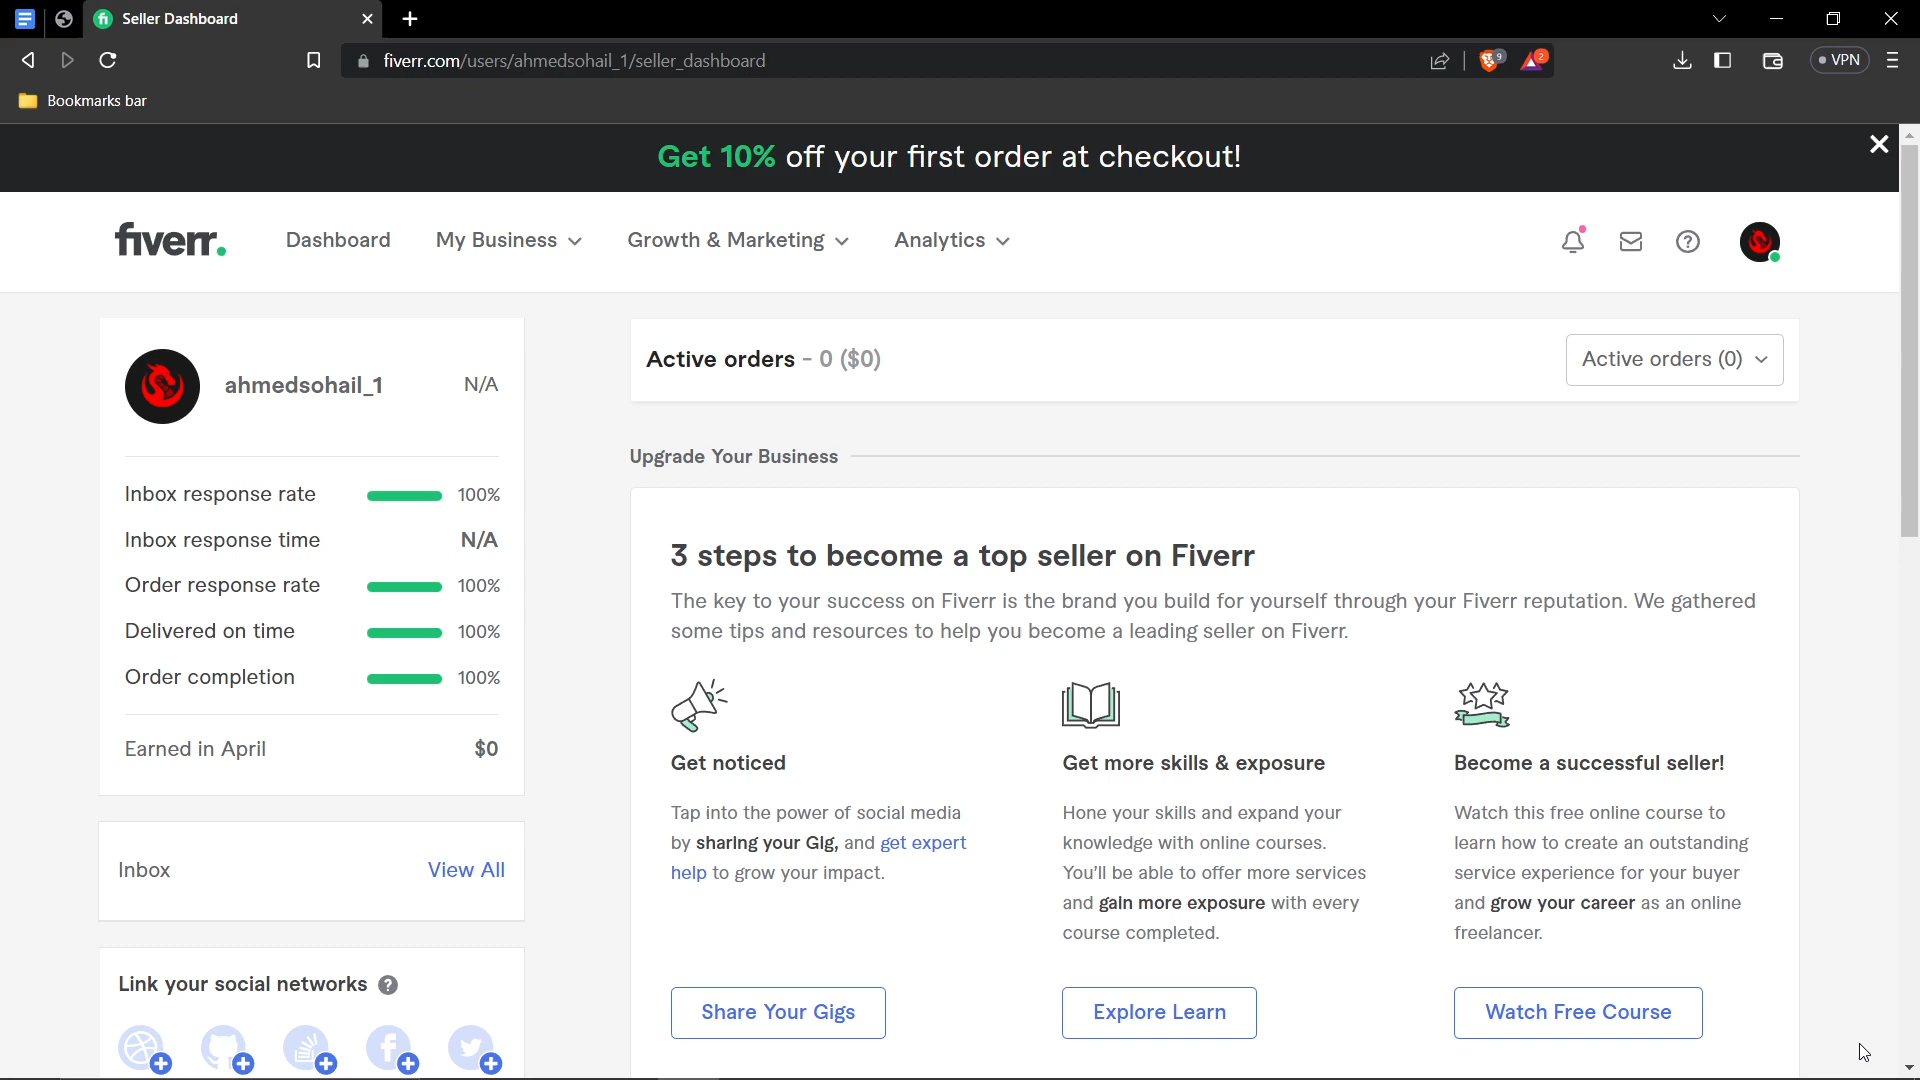 Seller Dashboard
fiverr.com/users/ahmedsohail_1/seller_dashboard
9
2
VPN
Bookmarks bar
Get 10% off your first order at checkout!
fiverr.
Dashboard
My Business
Growth & Marketing
Analytics
ahmedsohail_1
N/A
Inbox response rate
100%
Inbox response time
N/A
Order response rate
100%
Delivered on time
100%
Order completion
100%
Earned in April
$0
Inbox
View All
Link your social networks
Active orders - 0 ($0)
Active orders (0)
Upgrade Your Business
3 steps to become a top seller on Fiverr
The key to your success on Fiverr is the brand you build for yourself through your Fiverr reputation. We gathered
some tips and resources to help you become a leading seller on Fiverr.
Get noticed
Tap into the power of social media
by sharing your Gig, and get expert
help to grow your impact.
Share Your Gigs
Get more skills & exposure
Hone your skills and expand your
knowledge with online courses.
You'll be able to offer more services
and gain more exposure with every
course completed.
Explore Learn
Become a successful seller!
Watch this free online course to
learn how to create an outstanding
service experience for your buyer
and grow your career as an online
freelancer.
Watch Free Course